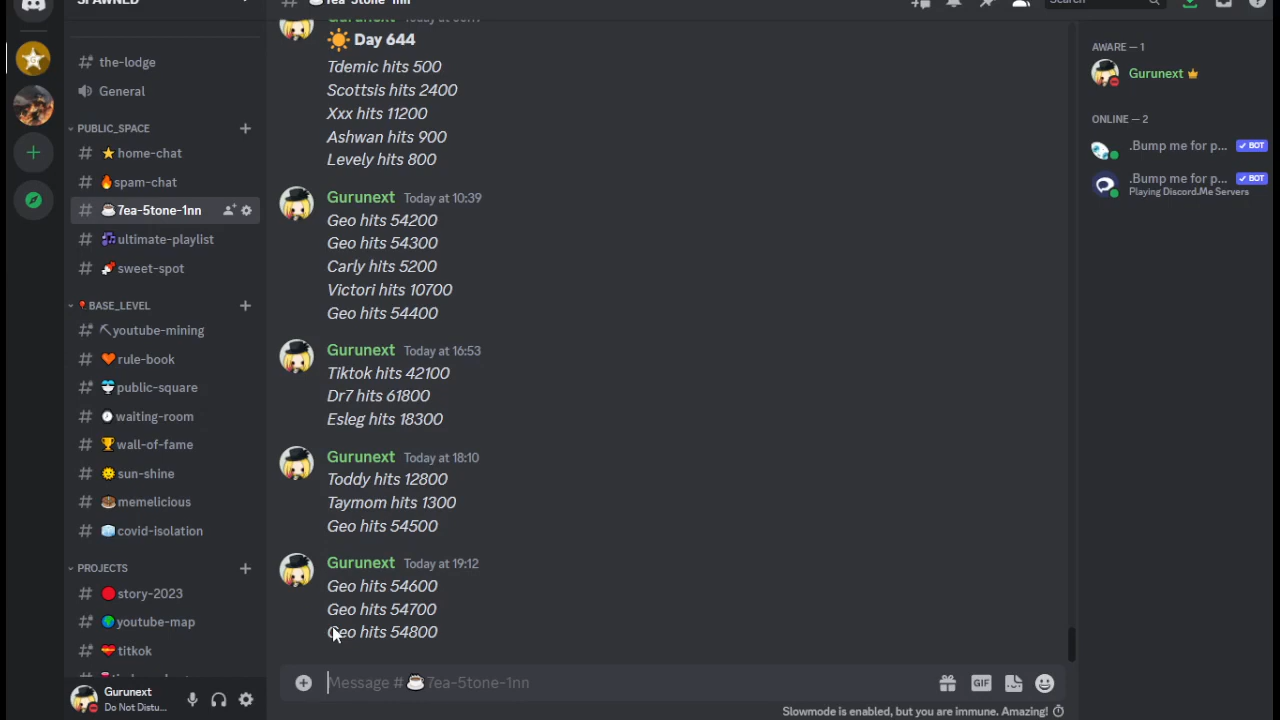 SPAWNED
the-lodge
General
PUBLIC_SPACE
home-chat
spam-chat
7ea-5tone-1nn
ultimate-playlist
sweet-spot
BASE_LEVEL
youtube-mining
rule-book
public-square
waiting-room
wall-of-fame
sun-shine
memelicious
covid-isolation
PROJECTS
story-2023
youtube-map
titkok
Gurunext
Do Not Distu...
7ea-5tone-1nn
Search
Gurunext
Day 644
Tdemic hits 500
Scottsis hits 2400
Xxx hits 11200
Ashwan hits 900
Levely hits 800
Gurunext Today at 10:39
Geo hits 54200
Geo hits 54300
Carly hits 5200
Victori hits 10700
Geo hits 54400
Gurunext Today at 16:53
Tiktok hits 42100
Dr7 hits 61800
Esleg hits 18300
Gurunext Today at 18:10
Toddy hits 12800
Taymom hits 1300
Geo hits 54500
Gurunext Today at 19:12
Geo hits 54600
Geo hits 54700
Geo hits 54800
Message # ☕7ea-5tone-1nn
GIF
Slowmode is enabled, but you are immune. Amazing!
AWARE — 1
Gurunext
ONLINE — 2
.Bump me for p... ✓ BOT
.Bump me for p... ✓ BOT
Playing Discord.Me Servers